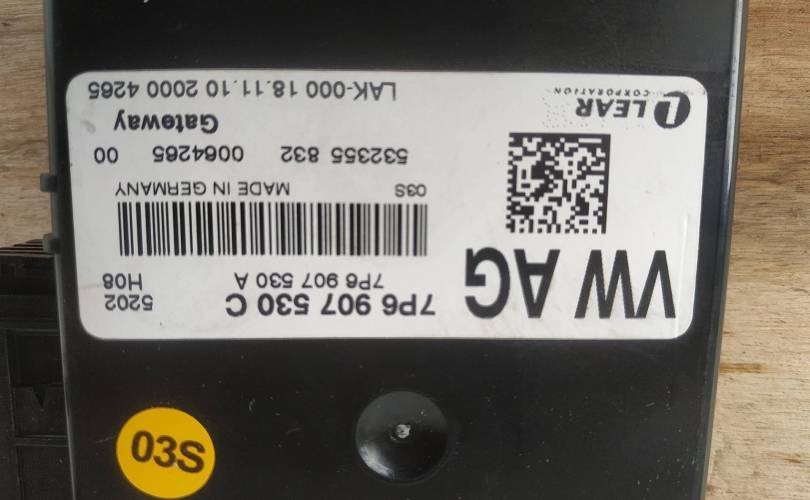 VW AG
7P6 907 530 C 5202
7P6 907 530 A H08
03S MADE IN GERMANY
532355 832 0064265 00
Gateway
LEAR
CORPORATION
LAK-000 18.11.10 2000 4265
03S